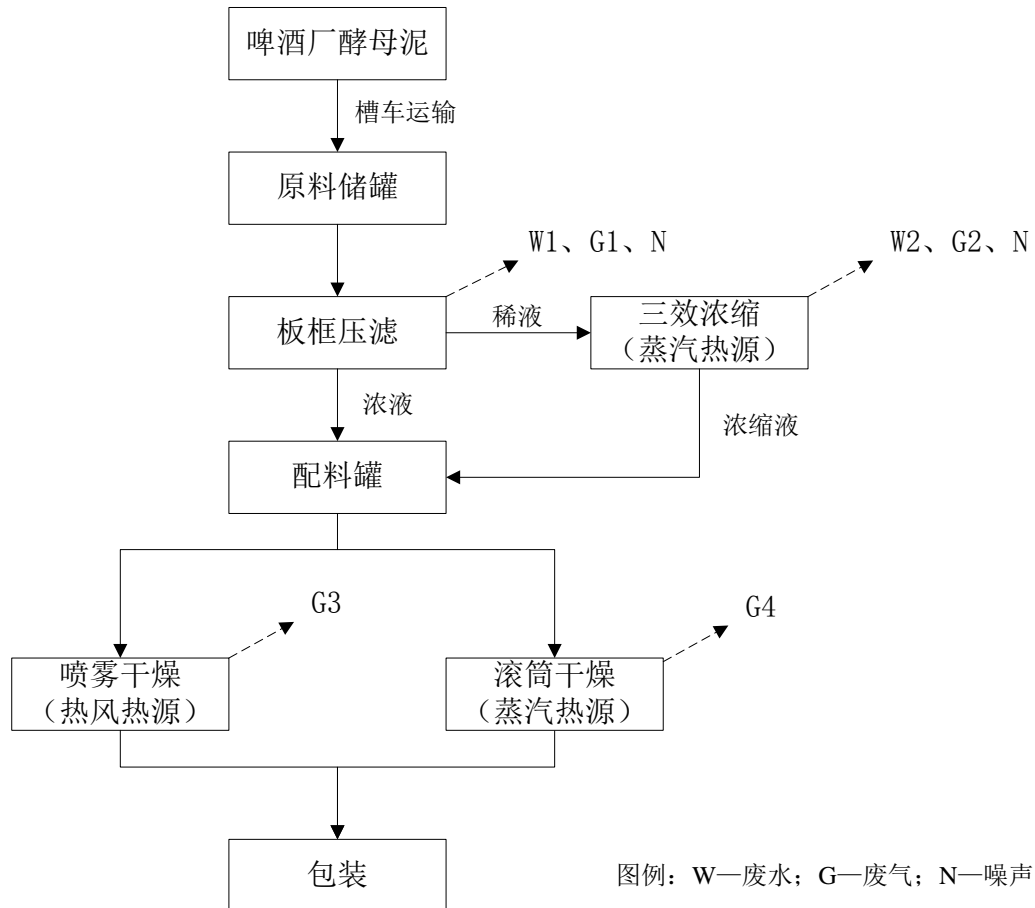 啤酒厂酵母泥
槽车运输
原料储罐
W1、G1、N
W2、G2、N
板框压滤
稀液
三效浓缩
（蒸汽热源）
浓液
浓缩液
配料罐
G3
G4
喷雾干燥
（热风热源）
滚筒干燥
（蒸汽热源）
包装
图例：W—废水；G—废气；N—噪声